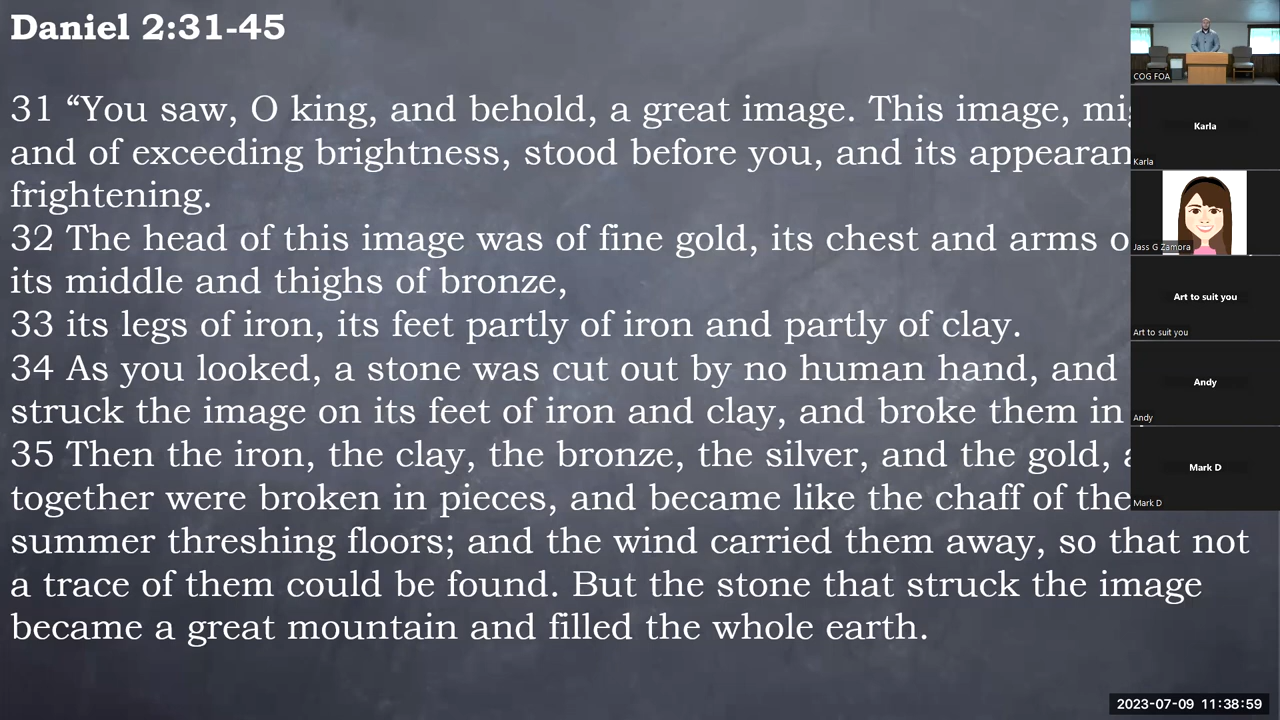 Daniel 2:31-45
31 “You saw, O king, and behold, a great image. This image,
and of exceeding brightness, stood before you, and its
frightening.
32 The head of this image was of fine gold, its chest and arms
its middle and thighs of bronze,
33 its legs of iron, its feet partly of iron and partly of clay.
34 As you looked, a stone was cut out by no human hand, and
struck the image on its feet of iron and clay, and broke them in
35 Then the iron, the clay, the bronze, the silver, and the gold,
together were broken in pieces, and became like the chaff of the
summer threshing floors; and the wind carried them away, so that not
a trace of them could be found. But the stone that struck the image
became a great mountain and filled the whole earth.
COG FOA
Karla
Karla
Jass G Zamora
Art to suit you
Art to suit you
Andy
Andy
Mark D
Mark D
2023-07-09 11:38:59